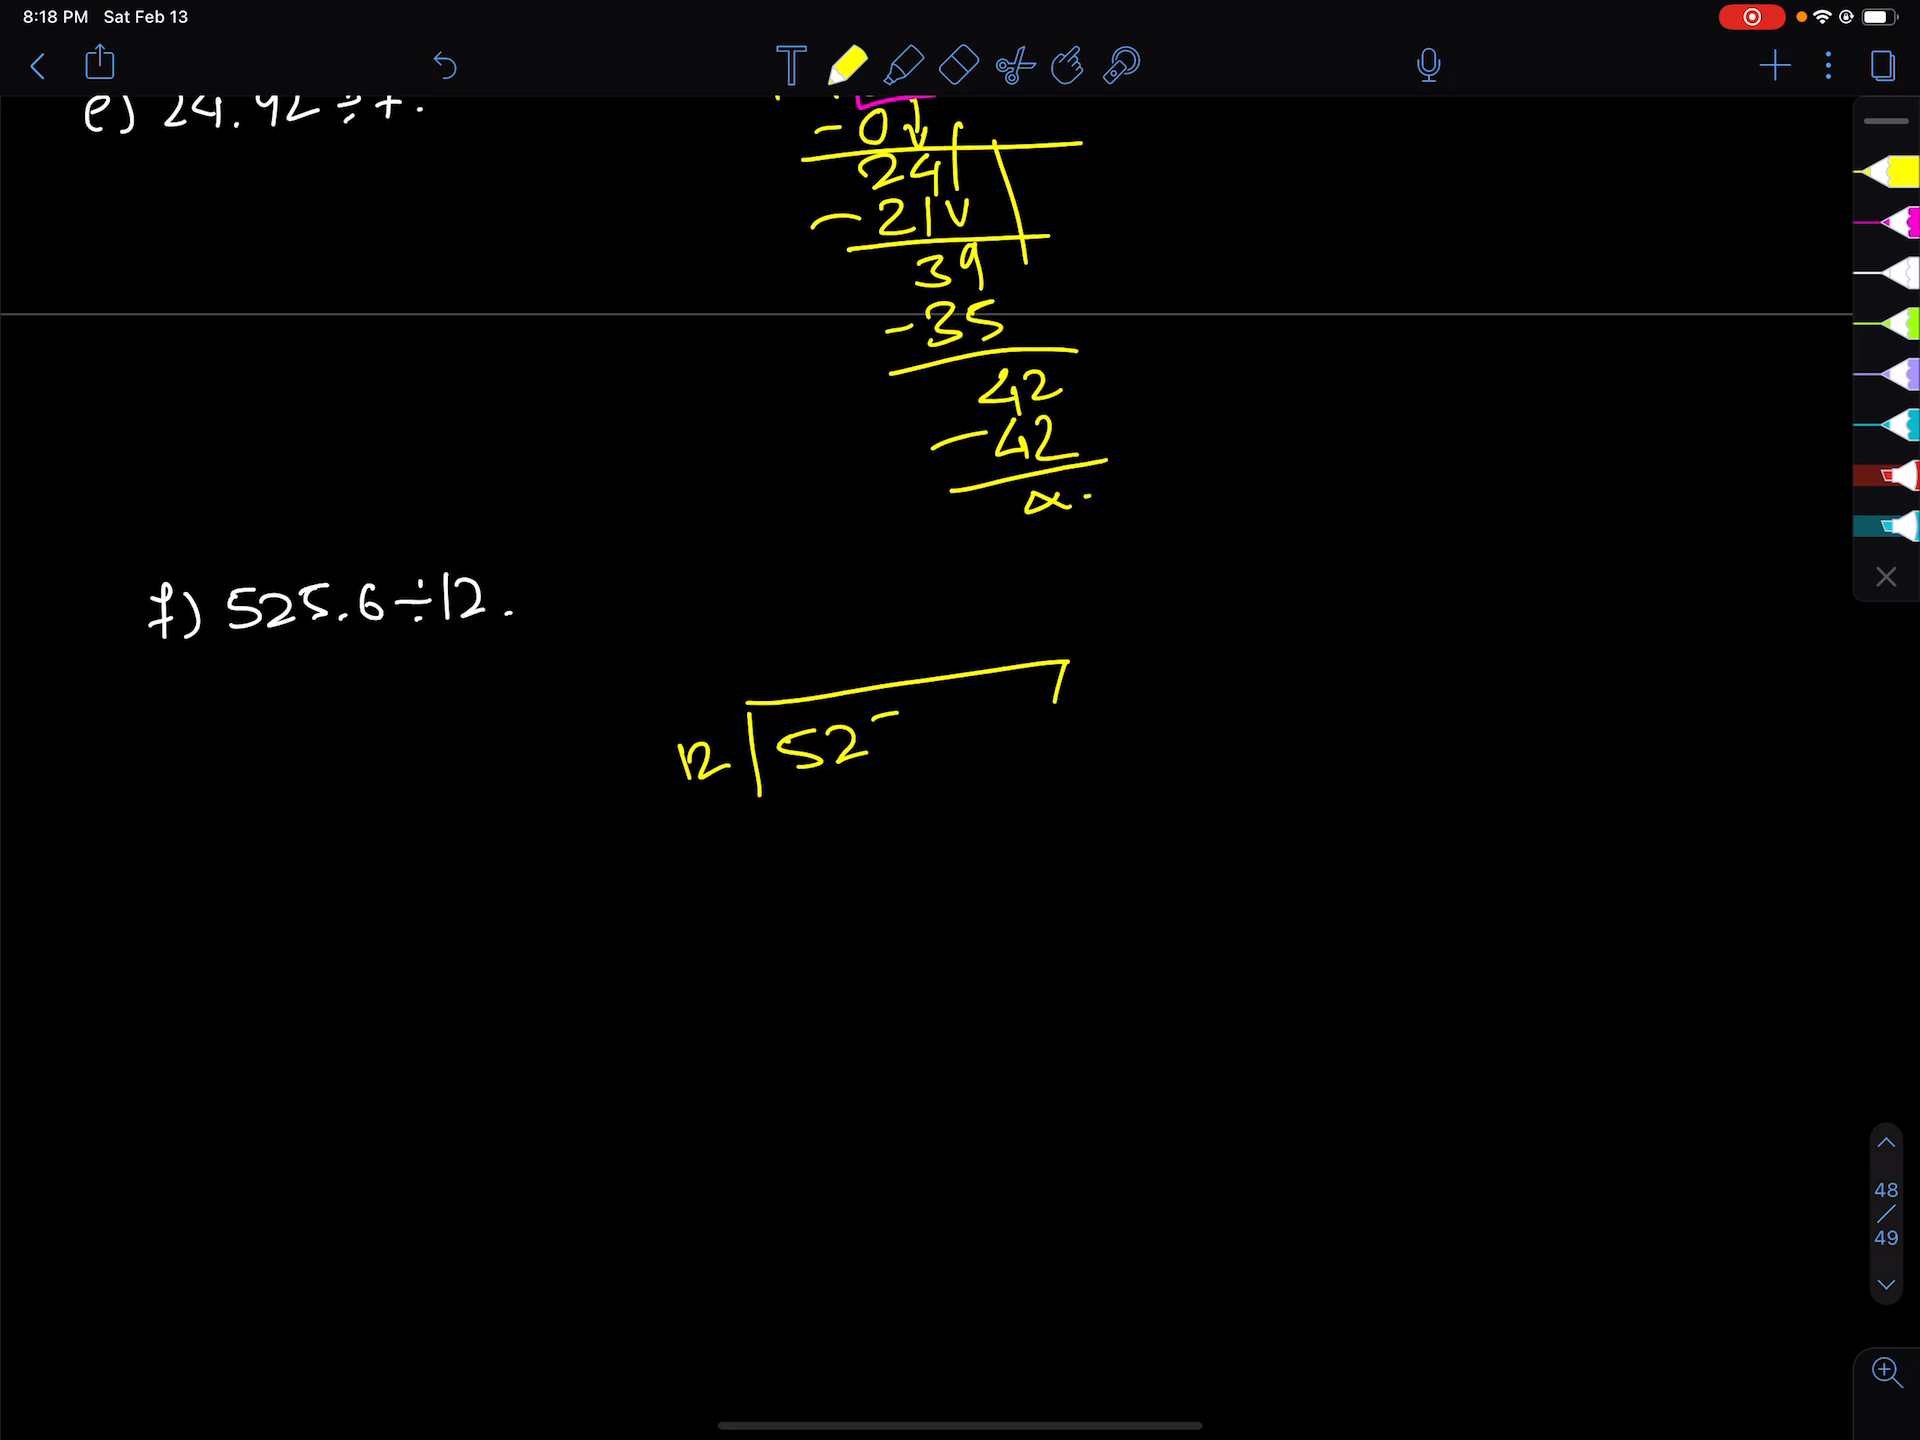 8:18 PM Sat Feb 13
T
e) 24.92 ÷ 7.
- 0
24
- 21
39
- 35
42
- 42
x.
f) 525.6 ÷ 12.
12 52
48
/
49